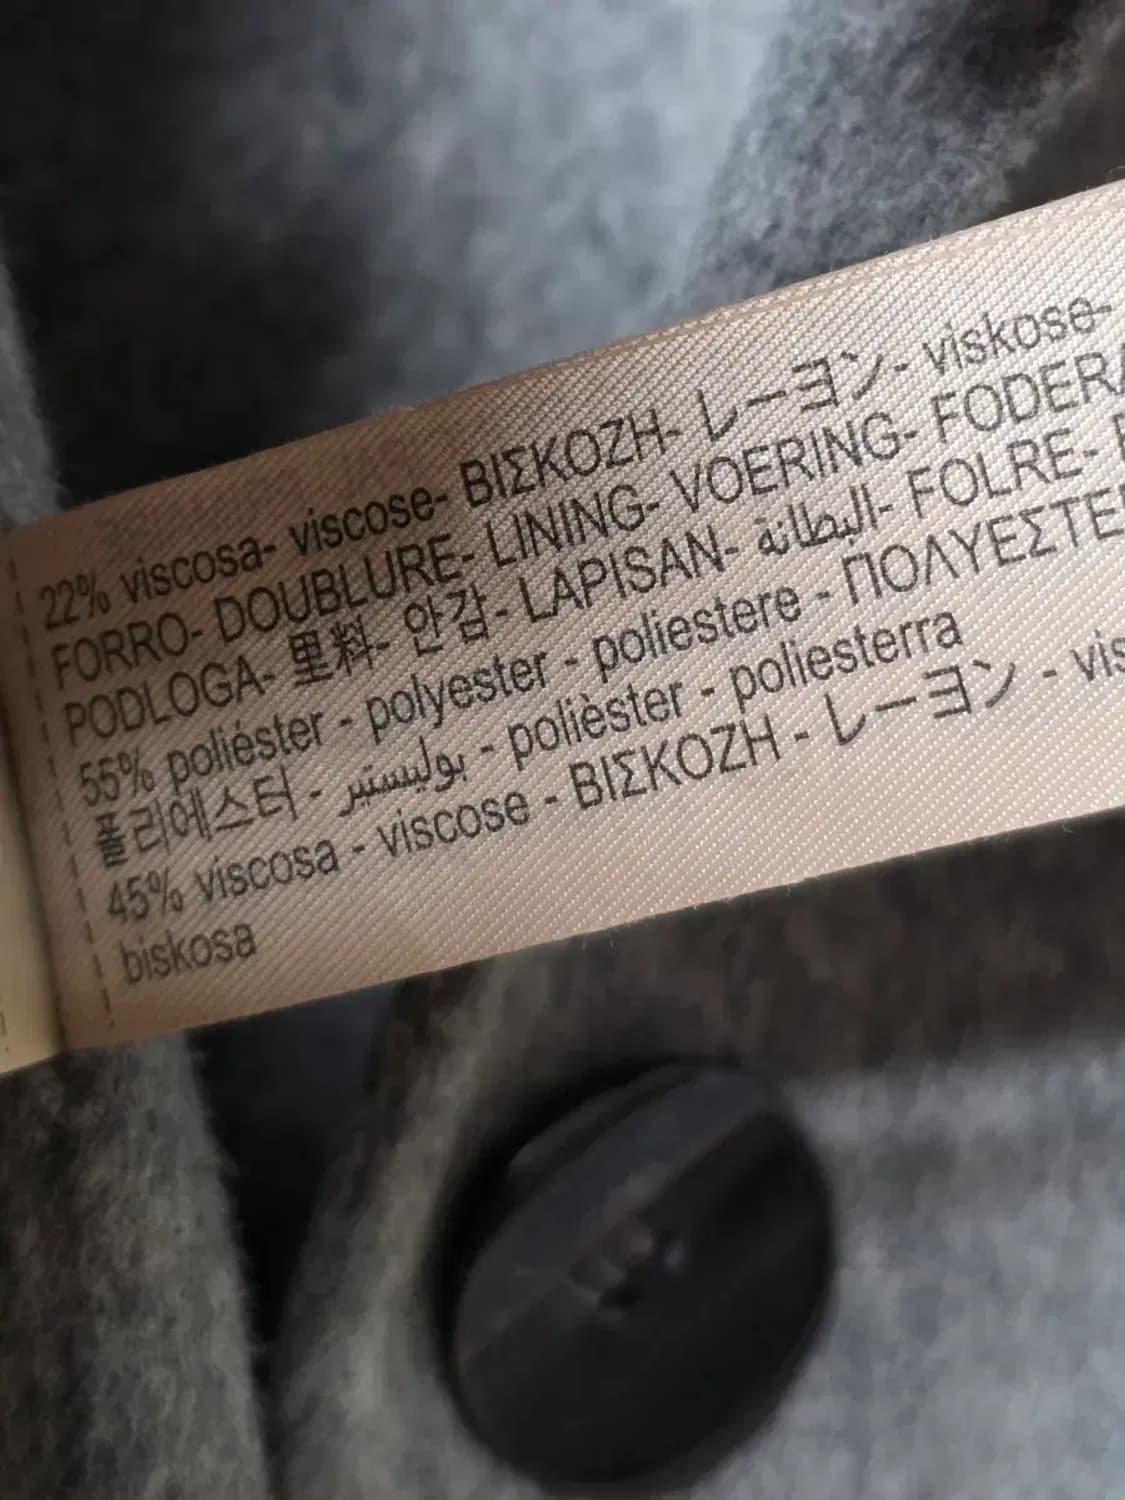 22% viscosa- viscose- ΒΙΣΚΟΖΗ- レーヨン- viskose-
FORRO- DOUBLURE- LINING- VOERING- FODERA
PODLOGA- 里料- 안감- LAPISAN- البطانة- FOLRE-
55% poliéster - polyester - poliestere - ΠΟΛΥΕΣΤΕ
폴리에스터 - بوليستير - polièster - poliesterra
45% viscosa - viscose - ΒΙΣΚΟΖΗ - レーヨン - vis
biskosa